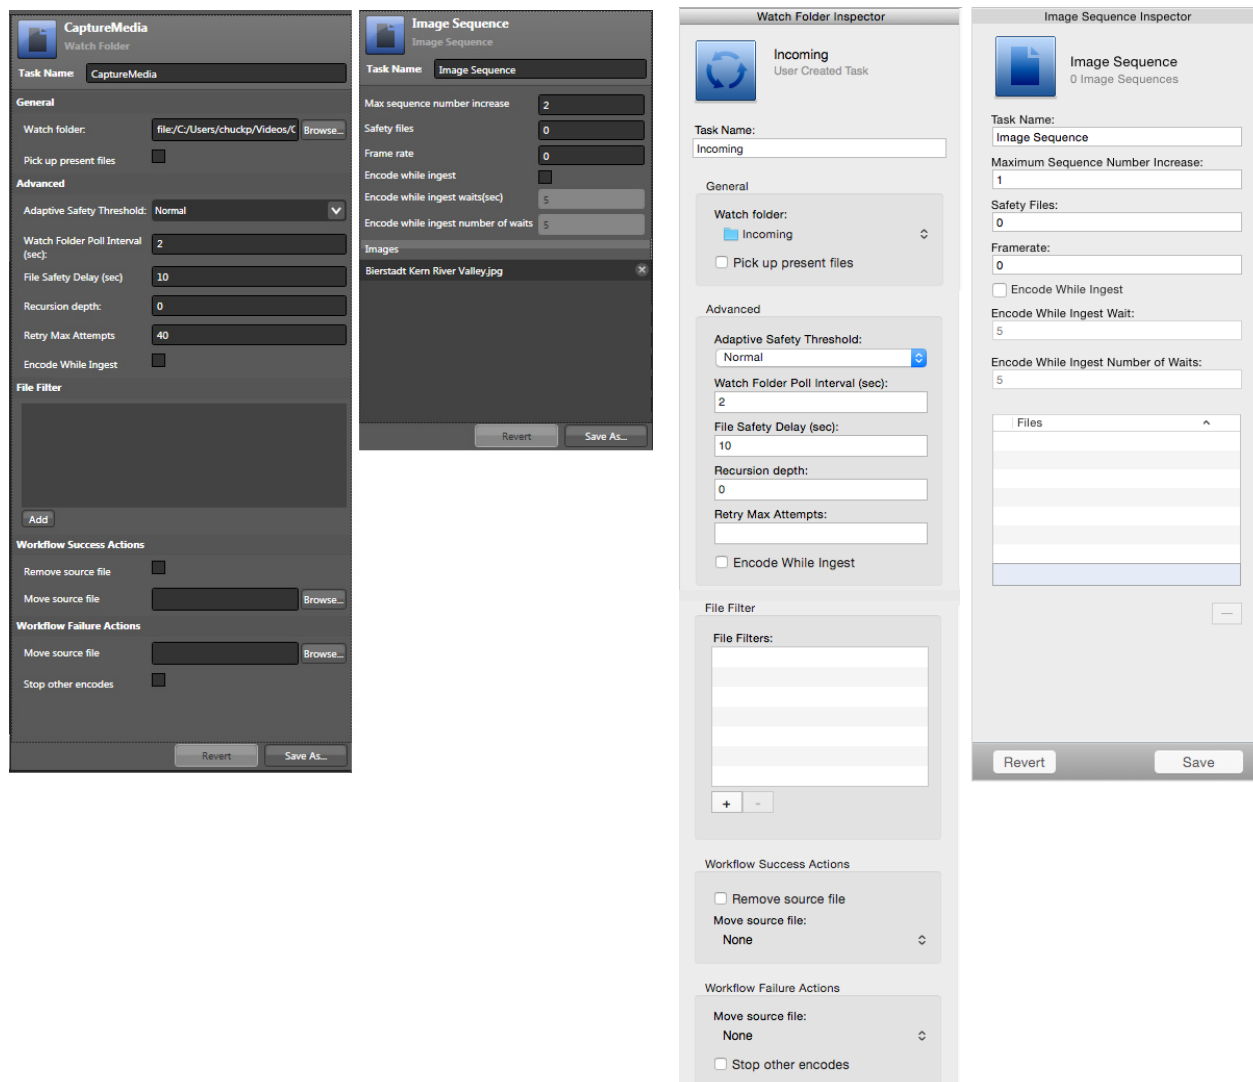 CaptureMedia
Watch Folder
Task Name CaptureMedia
General
Watch folder: file:/C:/Users/chuckp/Videos/C Browse...
Pick up present files
Advanced
Adaptive Safety Threshold: Normal
Watch Folder Poll Interval
(sec): 2
File Safety Delay (sec) 10
Recursion depth: 0
Retry Max Attempts 40
Encode While Ingest
File Filter
Add
Workflow Success Actions
Remove source file
Move source file Browse...
Workflow Failure Actions
Move source file Browse...
Stop other encodes
Revert Save As...
Image Sequence
Image Sequence
Task Name Image Sequence
Max sequence number increase 2
Safety files 0
Frame rate 0
Encode while ingest
Encode while ingest waits(sec) 5
Encode while ingest number of waits 5
Images
Bierstadt Kern River Valley.jpg
Revert Save As...
Watch Folder Inspector
Incoming
User Created Task
Task Name:
Incoming
General
Watch folder:
Incoming
Pick up present files
Advanced
Adaptive Safety Threshold:
Normal
Watch Folder Poll Interval (sec):
2
File Safety Delay (sec):
10
Recursion depth:
0
Retry Max Attempts:
Encode While Ingest
File Filter
File Filters:
+ -
Workflow Success Actions
Remove source file
Move source file:
None
Workflow Failure Actions
Move source file:
None
Stop other encodes
Image Sequence Inspector
Image Sequence
0 Image Sequences
Task Name:
Image Sequence
Maximum Sequence Number Increase:
1
Safety Files:
0
Framerate:
0
Encode While Ingest
Encode While Ingest Wait:
5
Encode While Ingest Number of Waits:
5
Files
Revert Save